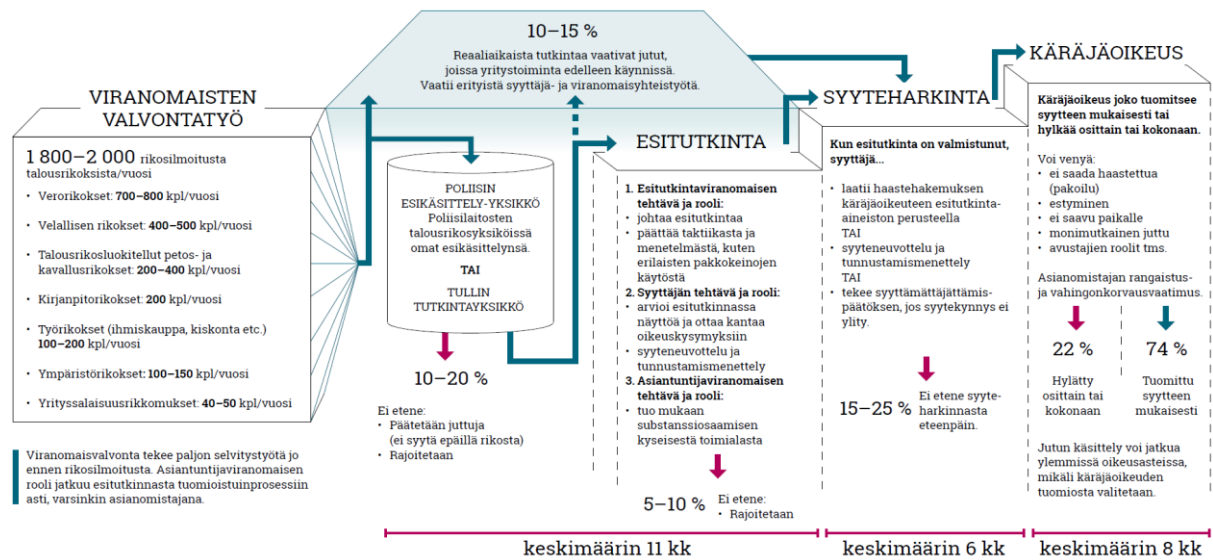 10–15 %
Reaaliaikaista tutkintaa vaativat jutut,
joissa yritystoiminta edelleen käynnissä.
Vaatii erityistä syyttäjä- ja viranomaisyhteistyötä.
VIRANOMAISTEN
VALVONTATYÖ
1 800–2 000 rikosilmoitusta
talousrikoksista/vuosi
• Verorikokset: 700–800 kpl/vuosi
• Velallisen rikokset: 400–500 kpl/vuosi
• Talousrikosluokitellut petos- ja
kavallusrikokset: 200–400 kpl/vuosi
• Kirjanpitorikokset: 200 kpl/vuosi
• Työrikokset (ihmiskauppa, kiskonta etc.)
100–200 kpl/vuosi
• Ympäristörikokset: 100–150 kpl/vuosi
• Yrityssalaisuusrikkomukset: 40–50 kpl/vuosi
Viranomaisvalvonta tekee paljon selvitystyötä jo
ennen rikosilmoitusta. Asiantuntijaviranomaisen
rooli jatkuu esitutkinnasta tuomioistuinprosessiin
asti, varsinkin asianomistajana.
POLIISIN
ESIKÄSITTELY-YKSIKKÖ
Poliisilaitosten
talousrikosyksiköissä
omat esikäsittelynsä.
TAI
TULLIN
TUTKINTAYKSIKKÖ
10–20 %
Ei etene:
• Päätetään juttuja
(ei syytä epäillä rikosta)
• Rajoitetaan
ESITUTKINTA
1. Esitutkintaviranomaisen
tehtävä ja rooli:
• johtaa esitutkintaa
• päättää taktiikasta ja
menetelmästä, kuten
erilaisten pakkokeinojen
käytöstä
2. Syyttäjän tehtävä ja rooli:
• arvioi esitutkinnassa
näyttöä ja ottaa kantaa
oikeuskysymyksiin
• syyteneuvottelu ja
tunnustamismenettely
3. Asiantuntijaviranomaisen
tehtävä ja rooli:
• tuo mukaan
substanssiosaamisen
kyseisestä toimialasta
5–10 %
Ei etene:
• Rajoitetaan
SYYTEHARKINTA
Kun esitutkinta on valmistunut,
syyttäjä...
• laatii haastehakemuksen
käräjäoikeuteen esitutkinta-
aineiston perusteella
TAI
• syyteneuvottelu ja
tunnustamismenettely
TAI
• tekee syyttämättäjättämis-
päätöksen, jos syytekynnys ei
ylity.
15–25 %
Ei etene syyte-
harkinnasta
eteenpäin.
KÄRÄJÄOIKEUS
Käräjäoikeus joko tuomitsee
syytteen mukaisesti tai
hylkää osittain tai kokonaan.
Voi venyä:
• ei saada haastettua
(pakoilu)
• estyminen
• ei saavu paikalle
• monimutkainen juttu
• avustajien roolit tms.
Asianomistajan rangaistus-
ja vahingonkorvausvaatimus.
22 %
Hylätty
osittain tai
kokonaan
74 %
Tuomittu
syytteen
mukaisesti
Jutun käsittely voi jatkua
ylemmissä oikeusasteissa,
mikäli käräjäoikeuden
tuomiosta valitetaan.
keskimäärin 11 kk
keskimäärin 6 kk
keskimäärin 8 kk